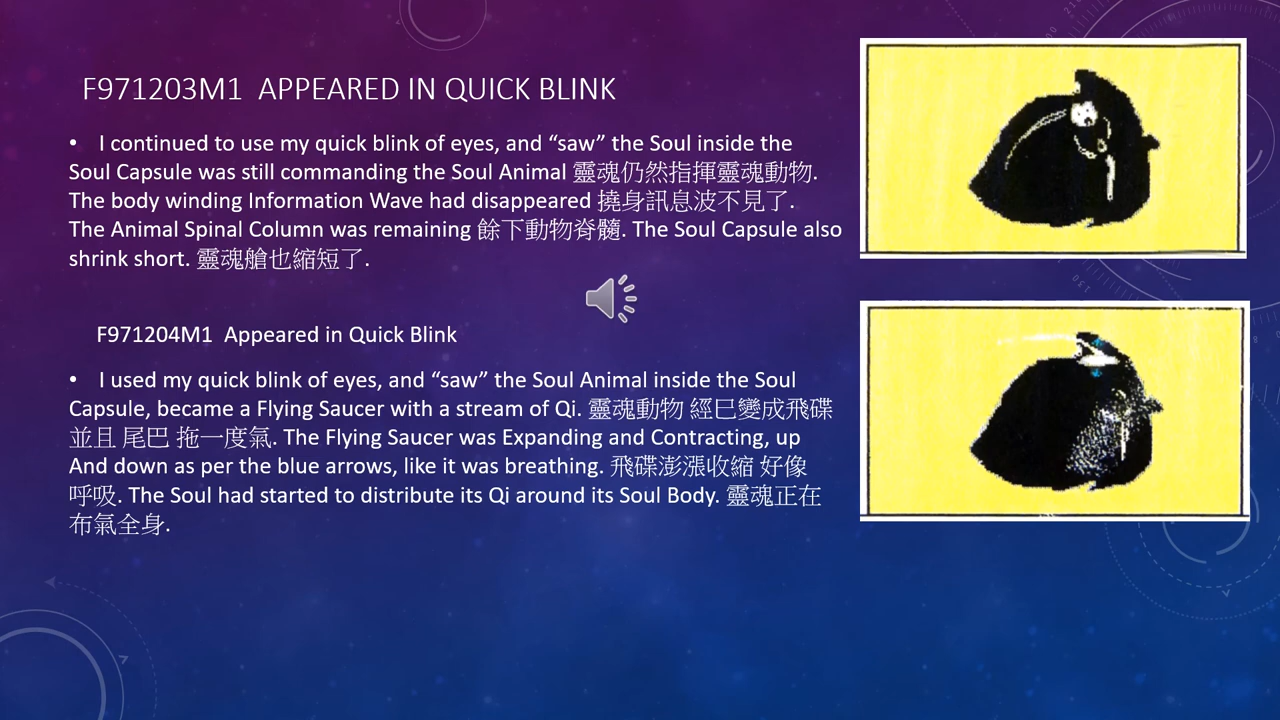 F971203M1 APPEARED IN QUICK BLINK
• I continued to use my quick blink of eyes, and “saw” the Soul inside the
Soul Capsule was still commanding the Soul Animal 靈魂仍然指揮靈魂動物.
The body winding Information Wave had disappeared 撓身訊息波不見了.
The Animal Spinal Column was remaining 餘下動物脊髓. The Soul Capsule also
shrink short. 靈魂艙也縮短了.
F971204M1 Appeared in Quick Blink
• I used my quick blink of eyes, and “saw” the Soul Animal inside the Soul
Capsule, became a Flying Saucer with a stream of Qi. 靈魂動物 經巳變成飛碟
並且 尾巴 拖一度氣. The Flying Saucer was Expanding and Contracting, up
And down as per the blue arrows, like it was breathing. 飛碟澎漲收縮 好像
呼吸. The Soul had started to distribute its Qi around its Soul Body. 靈魂正在
布氣全身.